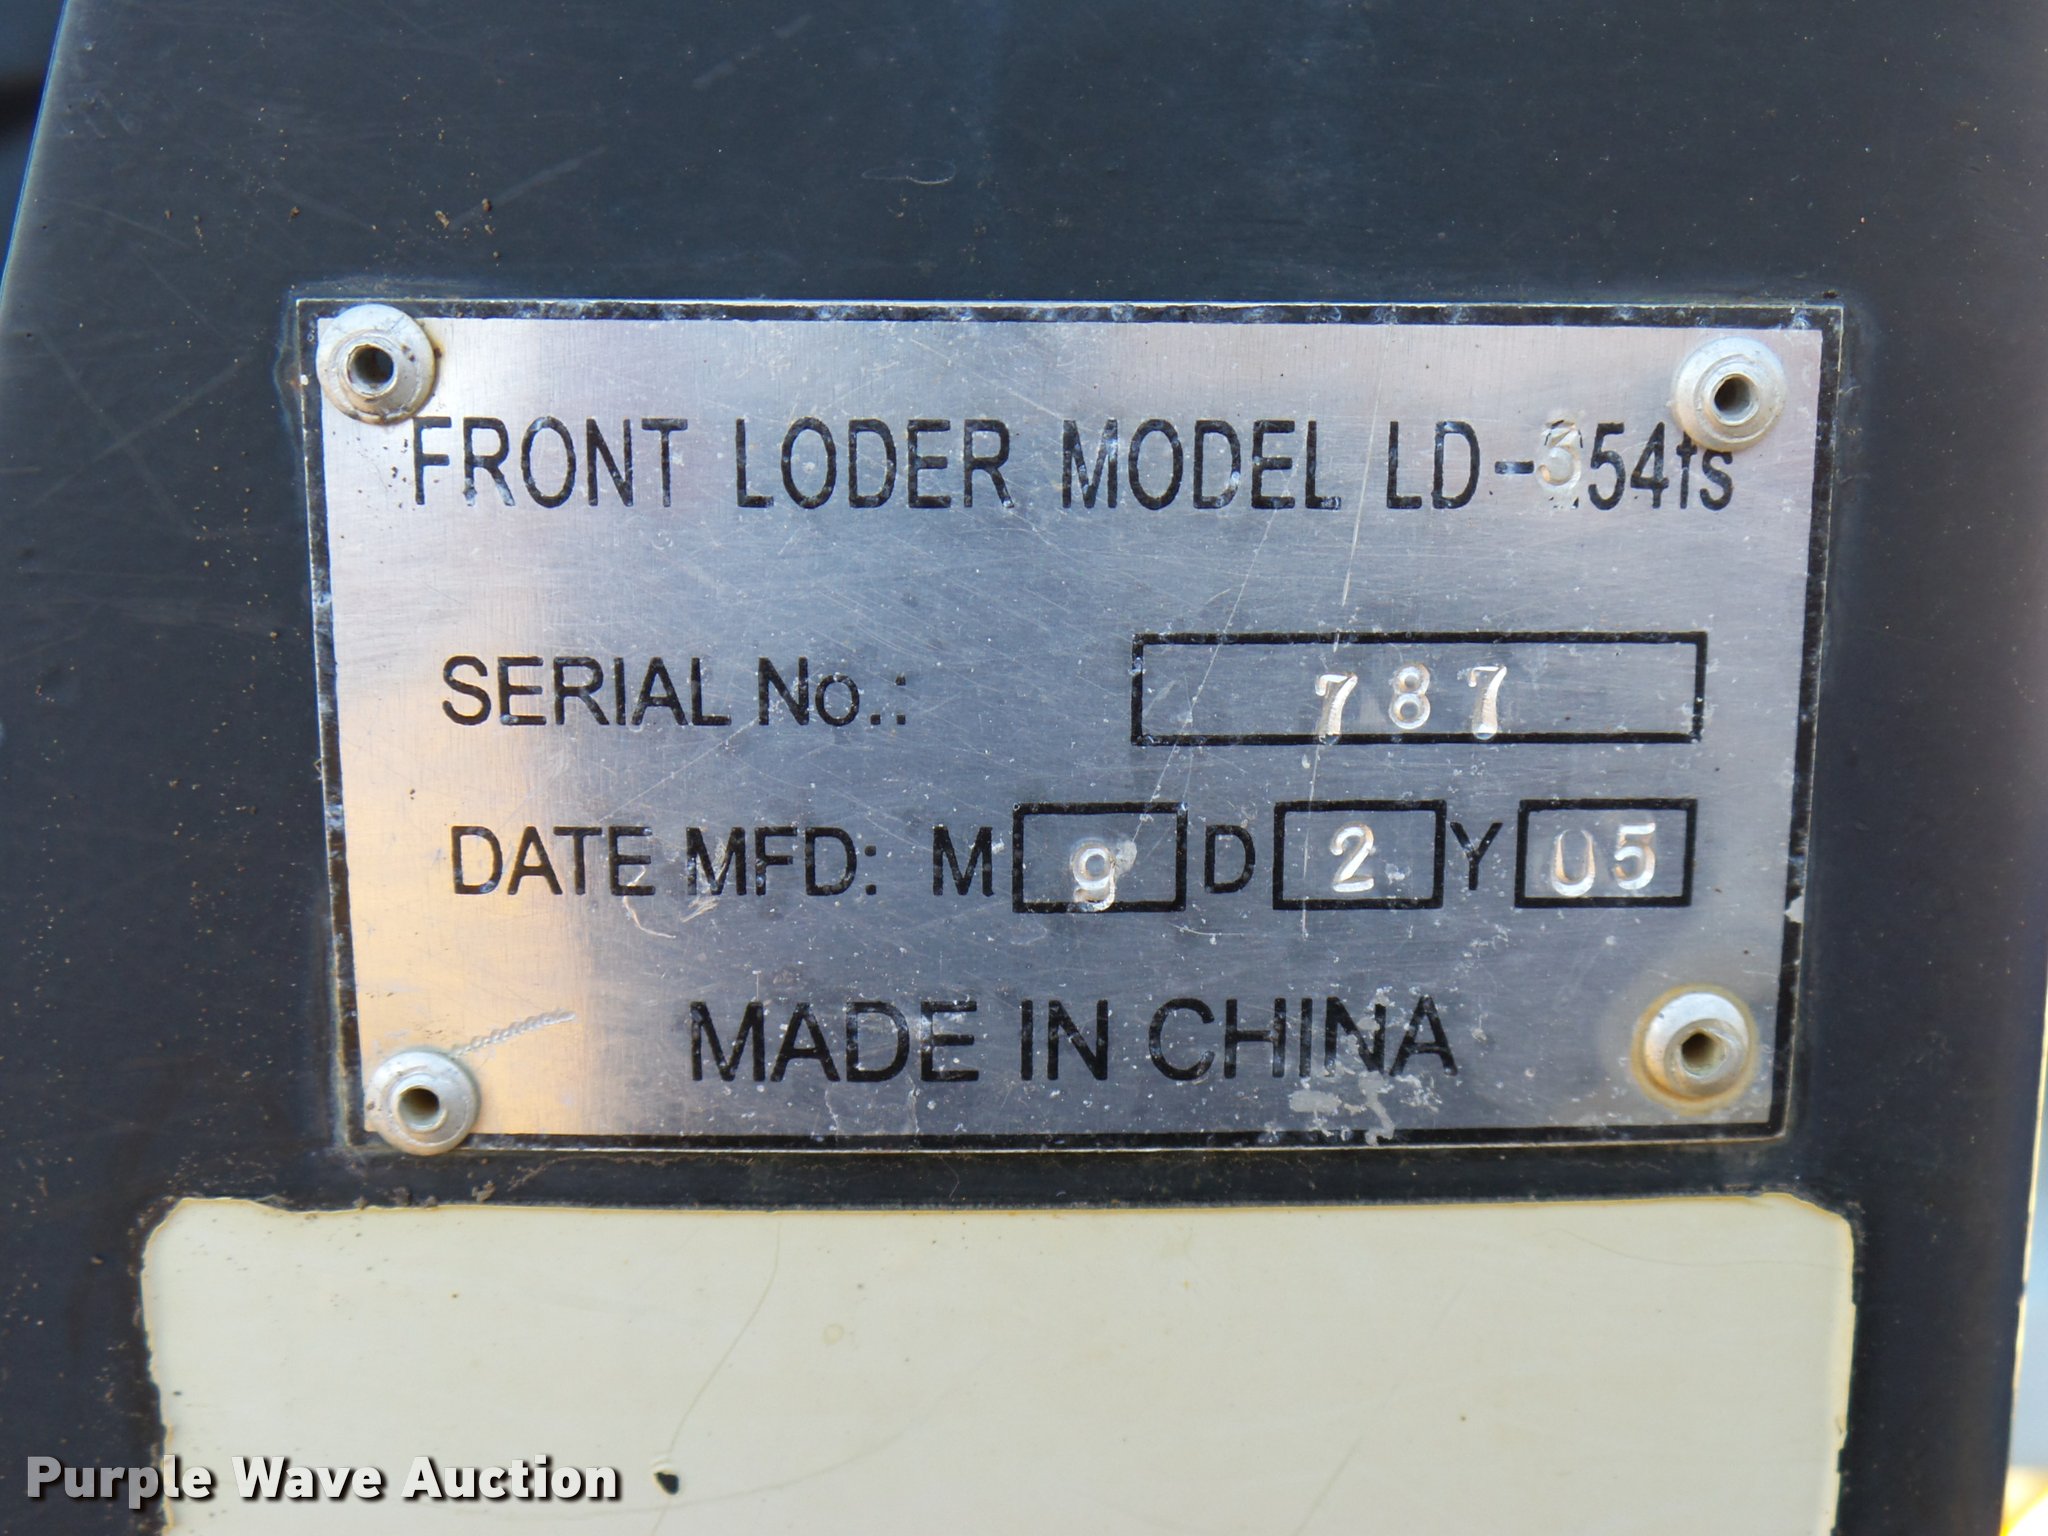 FRONT LODER MODEL LD-354fs
SERIAL No.: 787
DATE MFD: M 9 D 2 Y 05
MADE IN CHINA
Purple Wave Auction